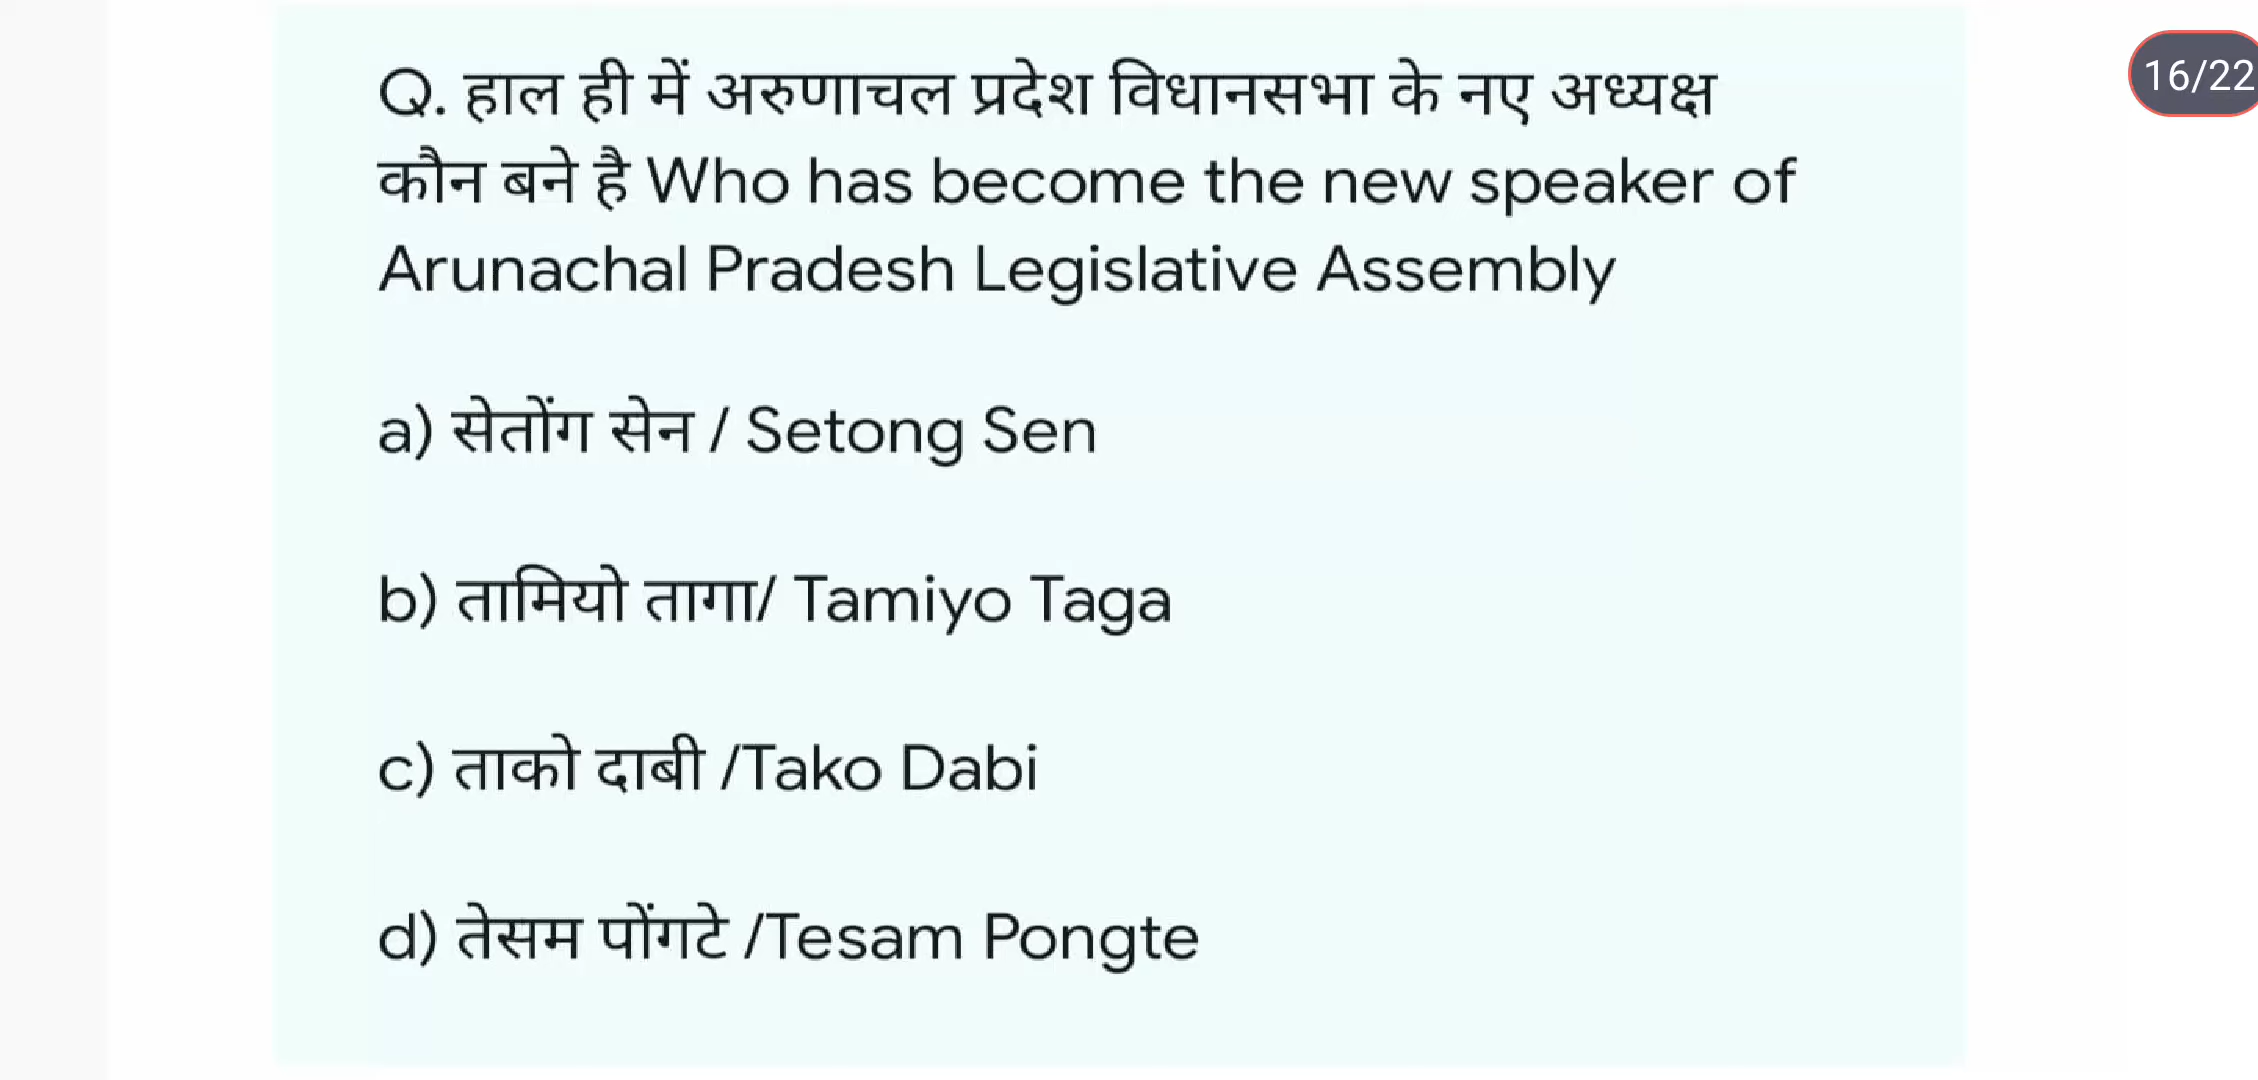 Q. हाल ही में अरुणाचल प्रदेश विधानसभा के नए अध्यक्ष
कौन बने है Who has become the new speaker of
Arunachal Pradesh Legislative Assembly
a) सेतोंग सेन / Setong Sen
b) तामियो तागा/ Tamiyo Taga
c) ताको दाबी /Tako Dabi
d) तेसम पोंगटे /Tesam Pongte
16/22